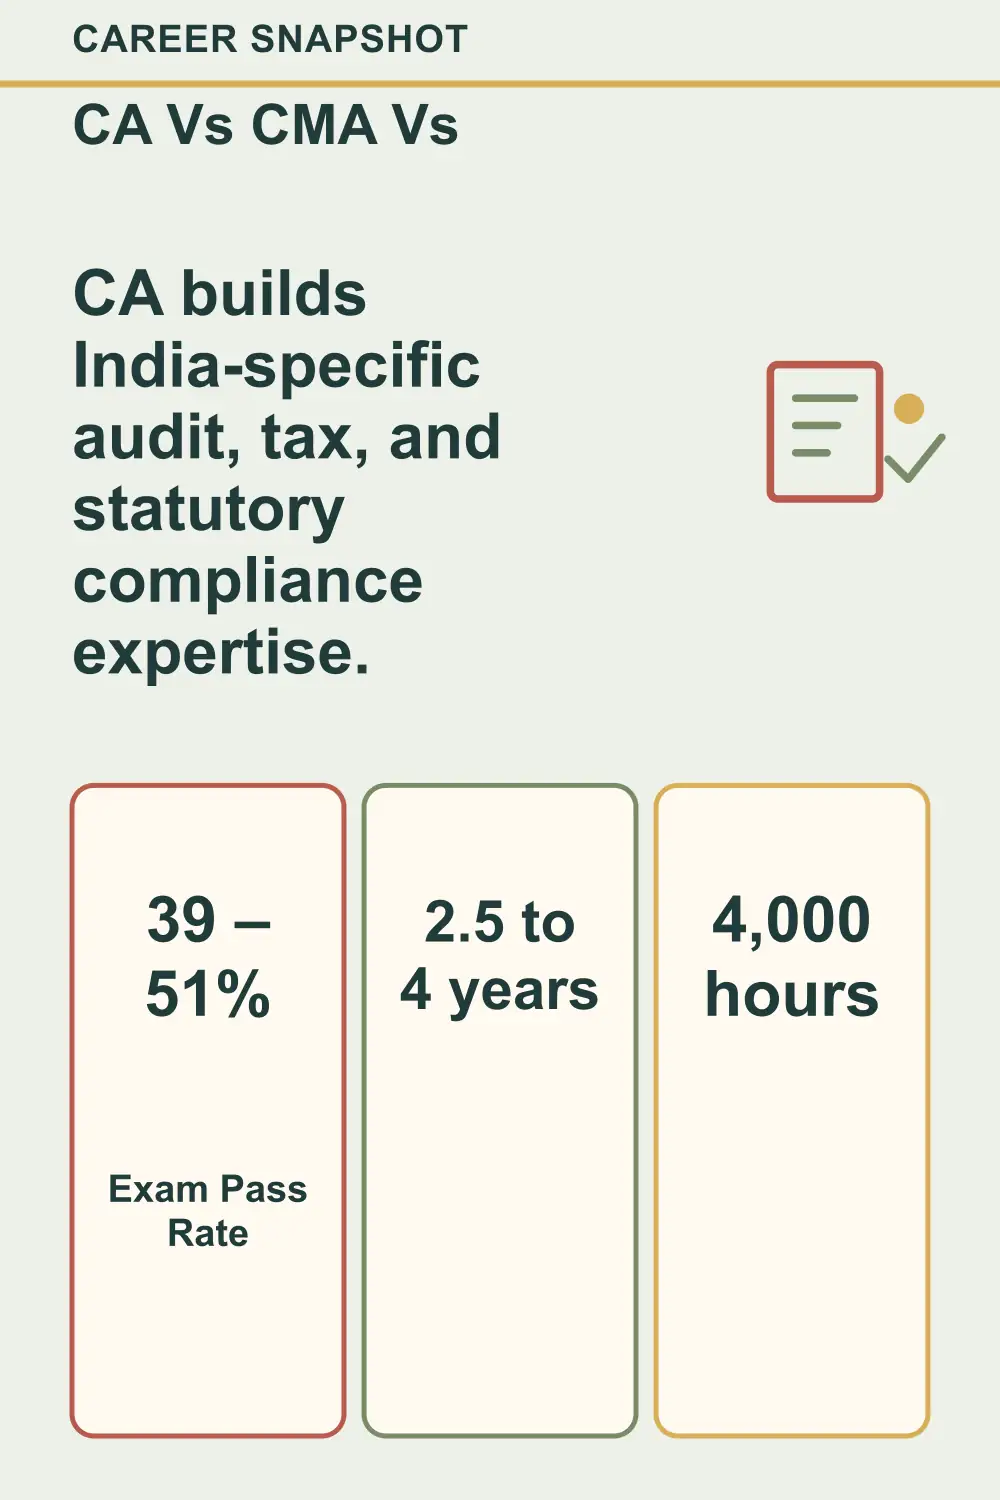 CAREER SNAPSHOT
CA Vs CMA Vs
CA builds
India-specific
audit, tax, and
statutory
compliance
expertise.
39 –
51%
Exam Pass
Rate
2.5 to
4 years
4,000
hours